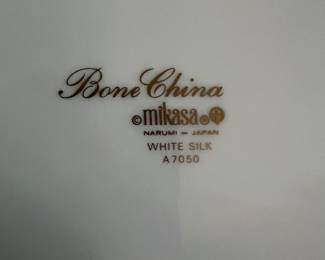 Bone China
© mikasa ®
NARUMI – JAPAN
WHITE SILK
A7050